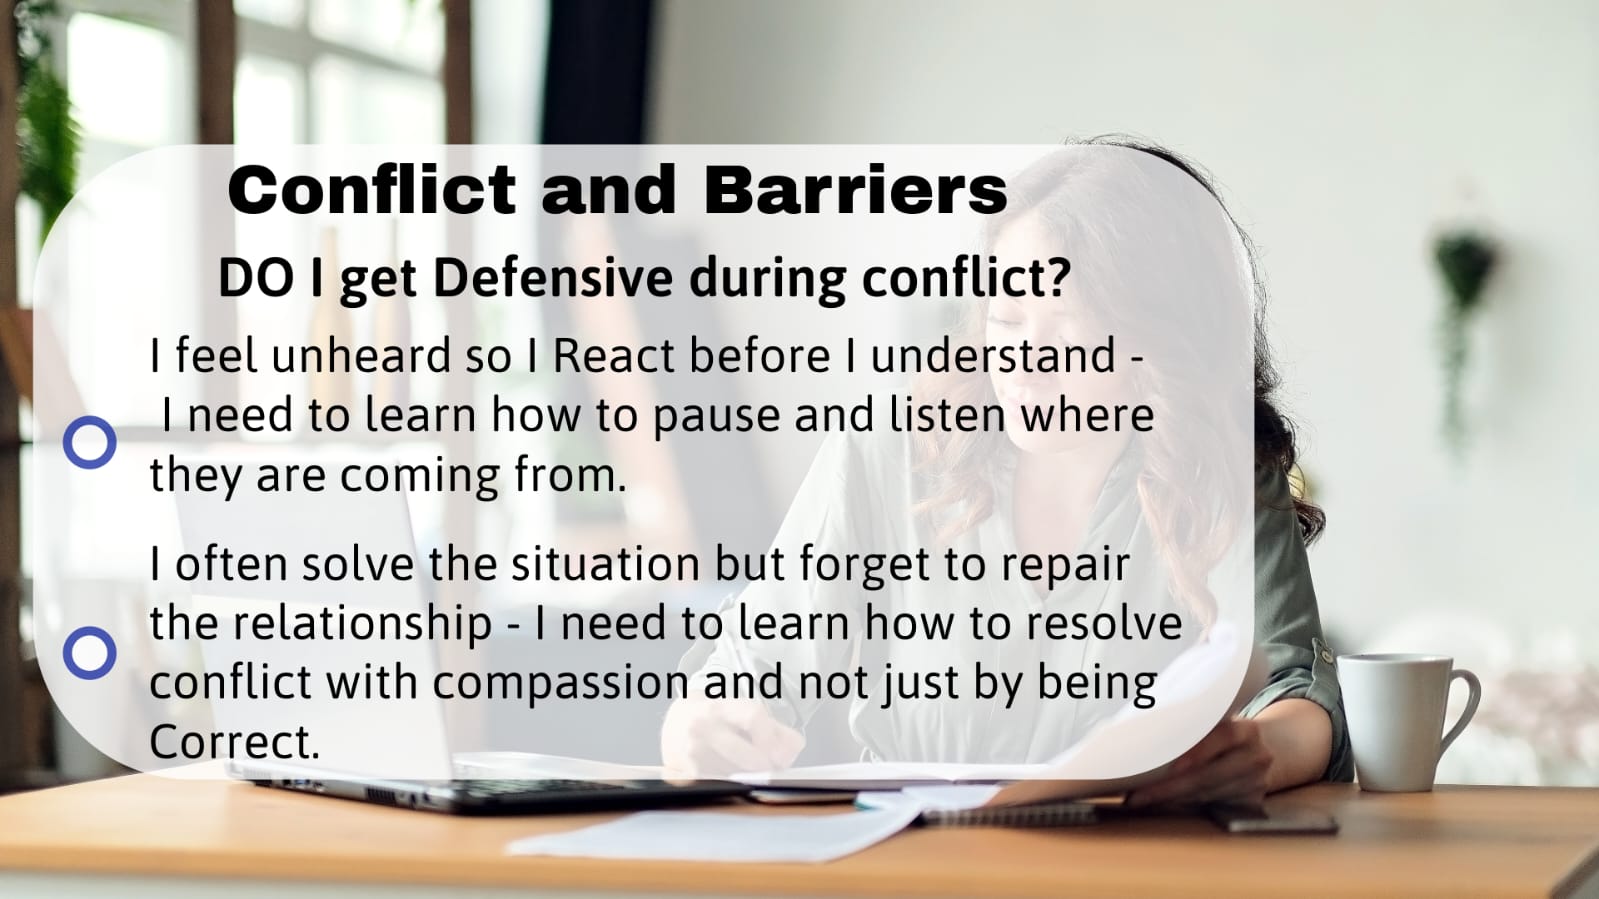 Conflict and Barriers
DO I get Defensive during conflict?
I feel unheard so I React before I understand -
I need to learn how to pause and listen where
they are coming from.
I often solve the situation but forget to repair
the relationship - I need to learn how to resolve
conflict with compassion and not just by being
Correct.